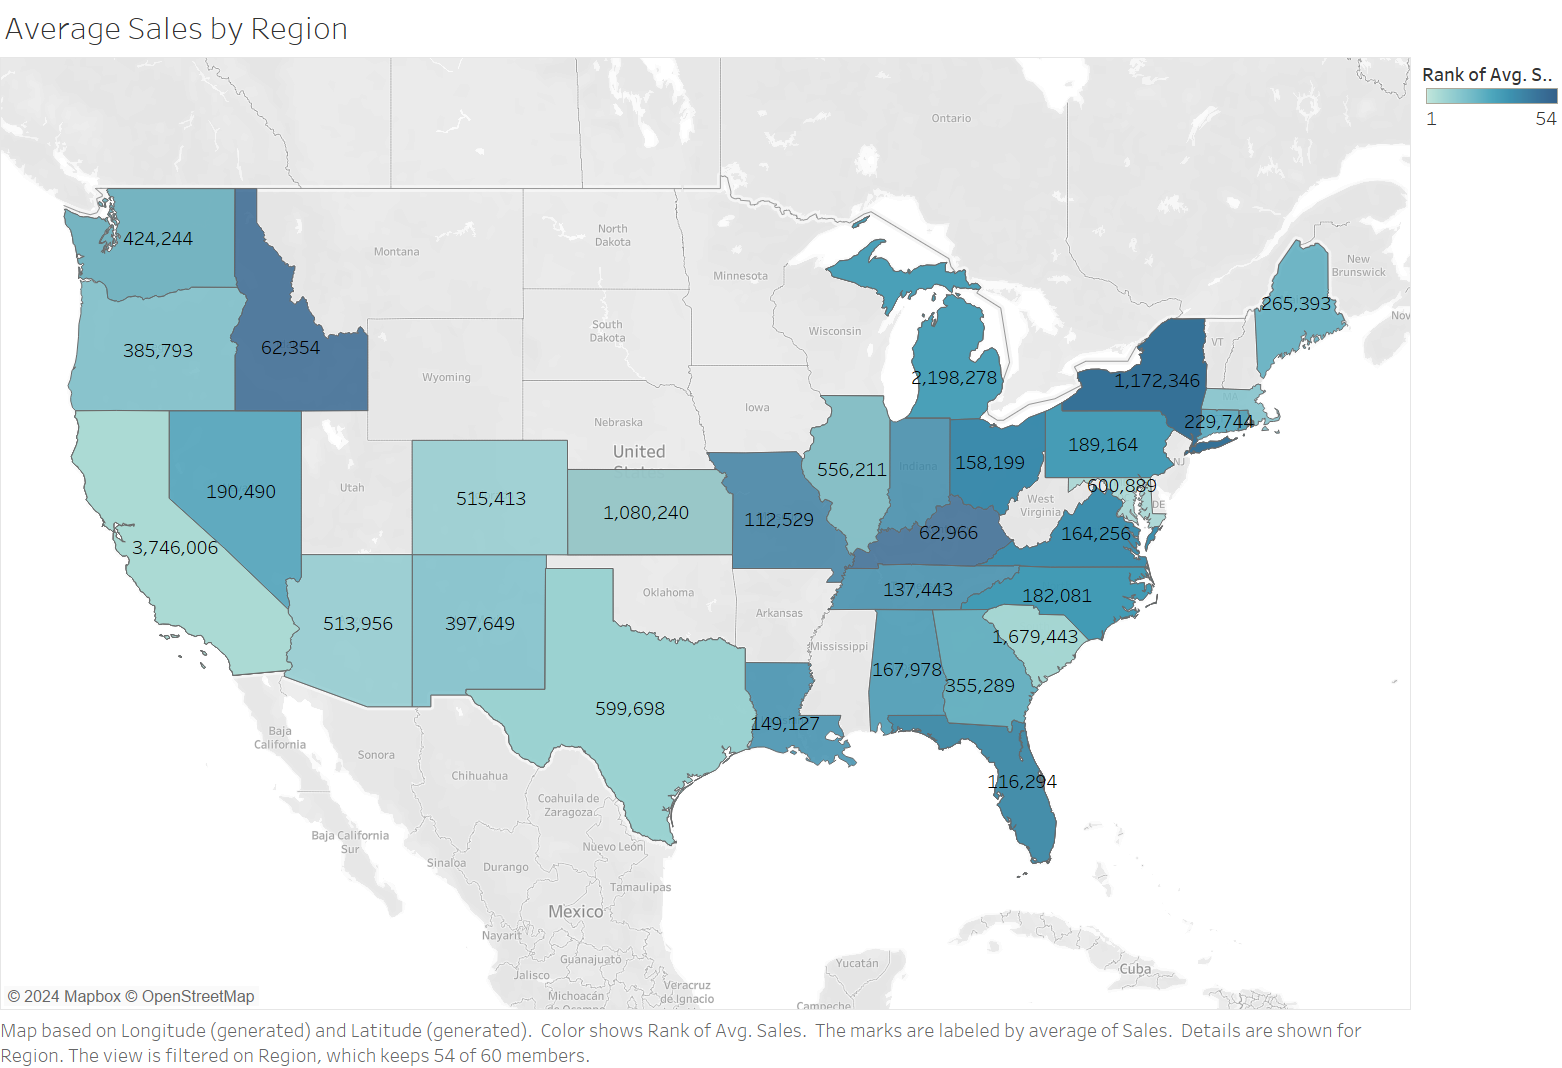 Average Sales by Region
Rank of Avg. S..
1
54
Ontario
424,244
Montana
North
Dakota
Minnesota
New
Brunswick
265,393
Nov
South
Dakota
Wisconsin
VT
385,793
62,354
Wyoming
2,198,278
1,172,346
MA
Iowa
Nebraska
229,744
United
189,164
Utah
556,211
Indiana
158,199
NJ
190,490
515,413
1,080,240
112,529
600,889
West
Virginia
DE
62,966
164,256
3,746,006
Oklahoma
137,443
182,081
Arkansas
513,956
397,649
1,679,443
Mississippi
167,978
355,289
599,698
149,127
Baja
California
Sonora
Chihuahua
116,294
Coahuila de
Zaragoza
Baja California
Sur
Nuevo León
Sinaloa
Durango
Tamaulipas
Mexico
Nayarit
Guanajuato
Jalisco
Yucatán
Cuba
Veracruz
de Ignacio
Michoacán
de Ocampo
Campeche
© 2024 Mapbox © OpenStreetMap
Map based on Longitude (generated) and Latitude (generated).  Color shows Rank of Avg. Sales.  The marks are labeled by average of Sales.  Details are shown for
Region. The view is filtered on Region, which keeps 54 of 60 members.